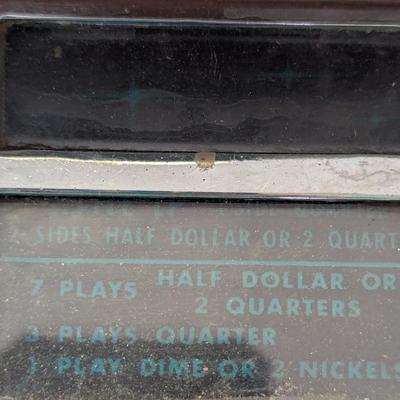 2 SIDES HALF DOLLAR OR 2 QUART
7 PLAYS HALF DOLLAR OR
2 QUARTERS
3 PLAYS QUARTER
1 PLAY DIME OR 2 NICKELS